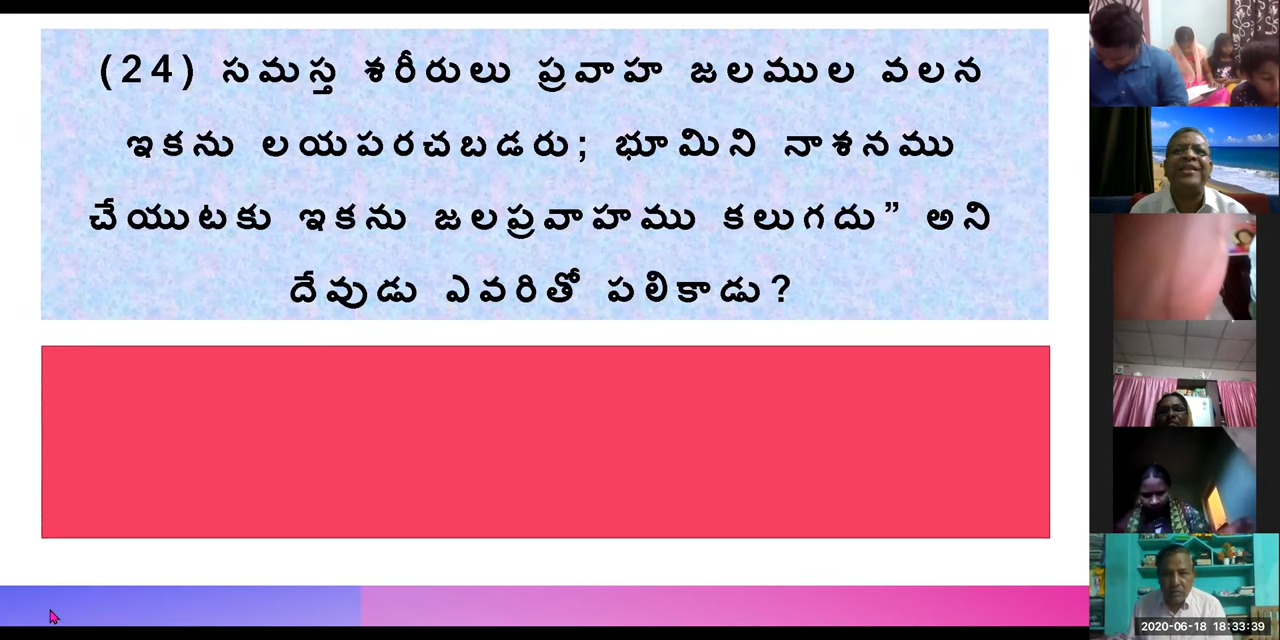 (24) సమస్త శరీరులు ప్రవాహ జలముల వలన
ఇకను లయపరచబడరు; భూమిని నాశనము
చేయుటకు ఇకను జలప్రవాహము కలుగదు” అని
దేవుడు ఎవరితో పలికాడు?
2020-06-18 18:33:39